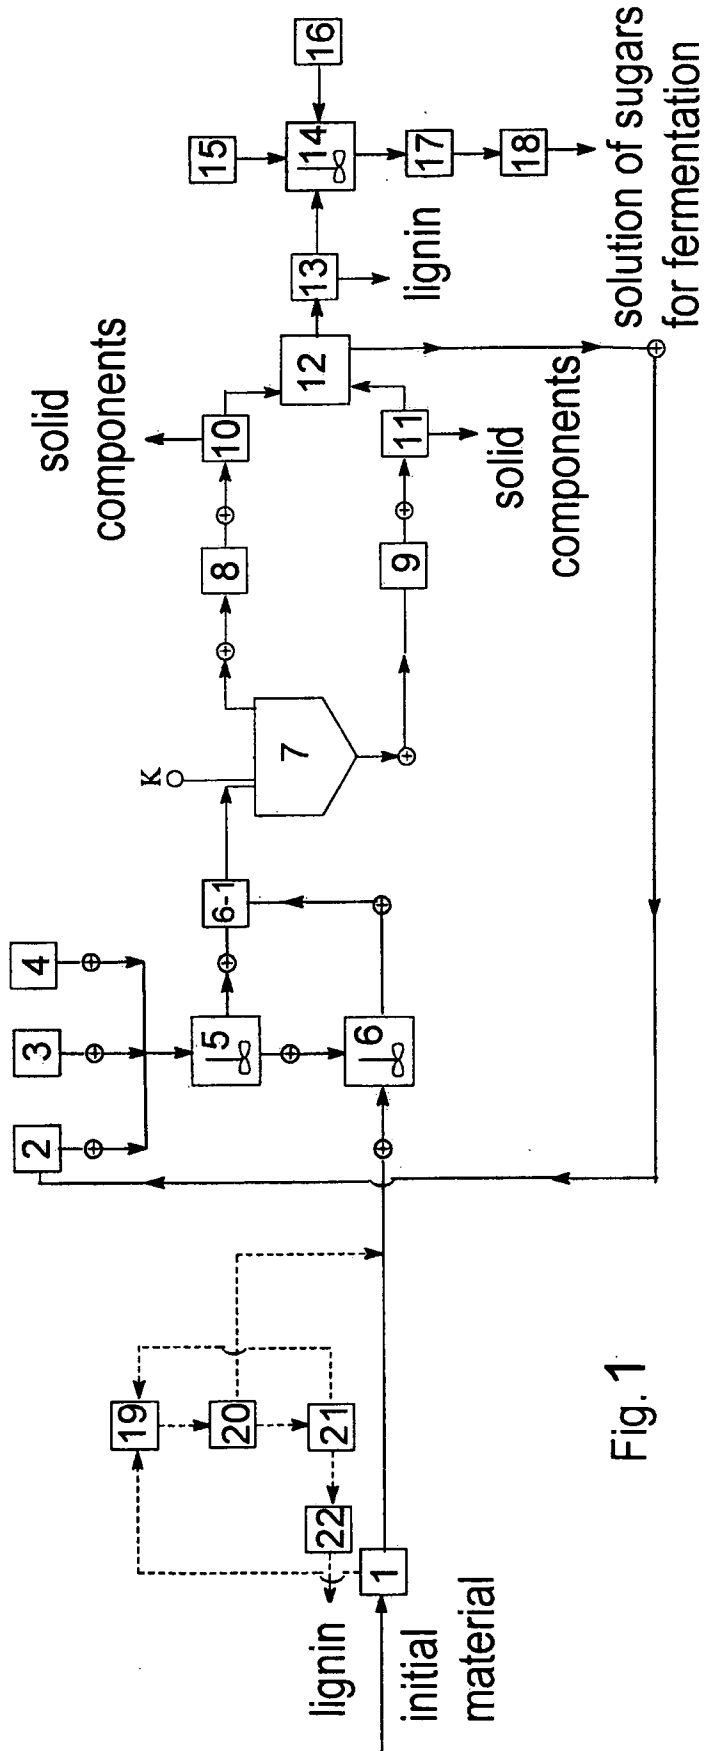 16
15
14
17
18
solution of sugars
for fermentation
13
lignin
12
solid
components
10
11
solid
components
8
9
K
7
4
3
2
5
6-1
6
19
20
21
22
1
lignin
initial
material
Fig. 1